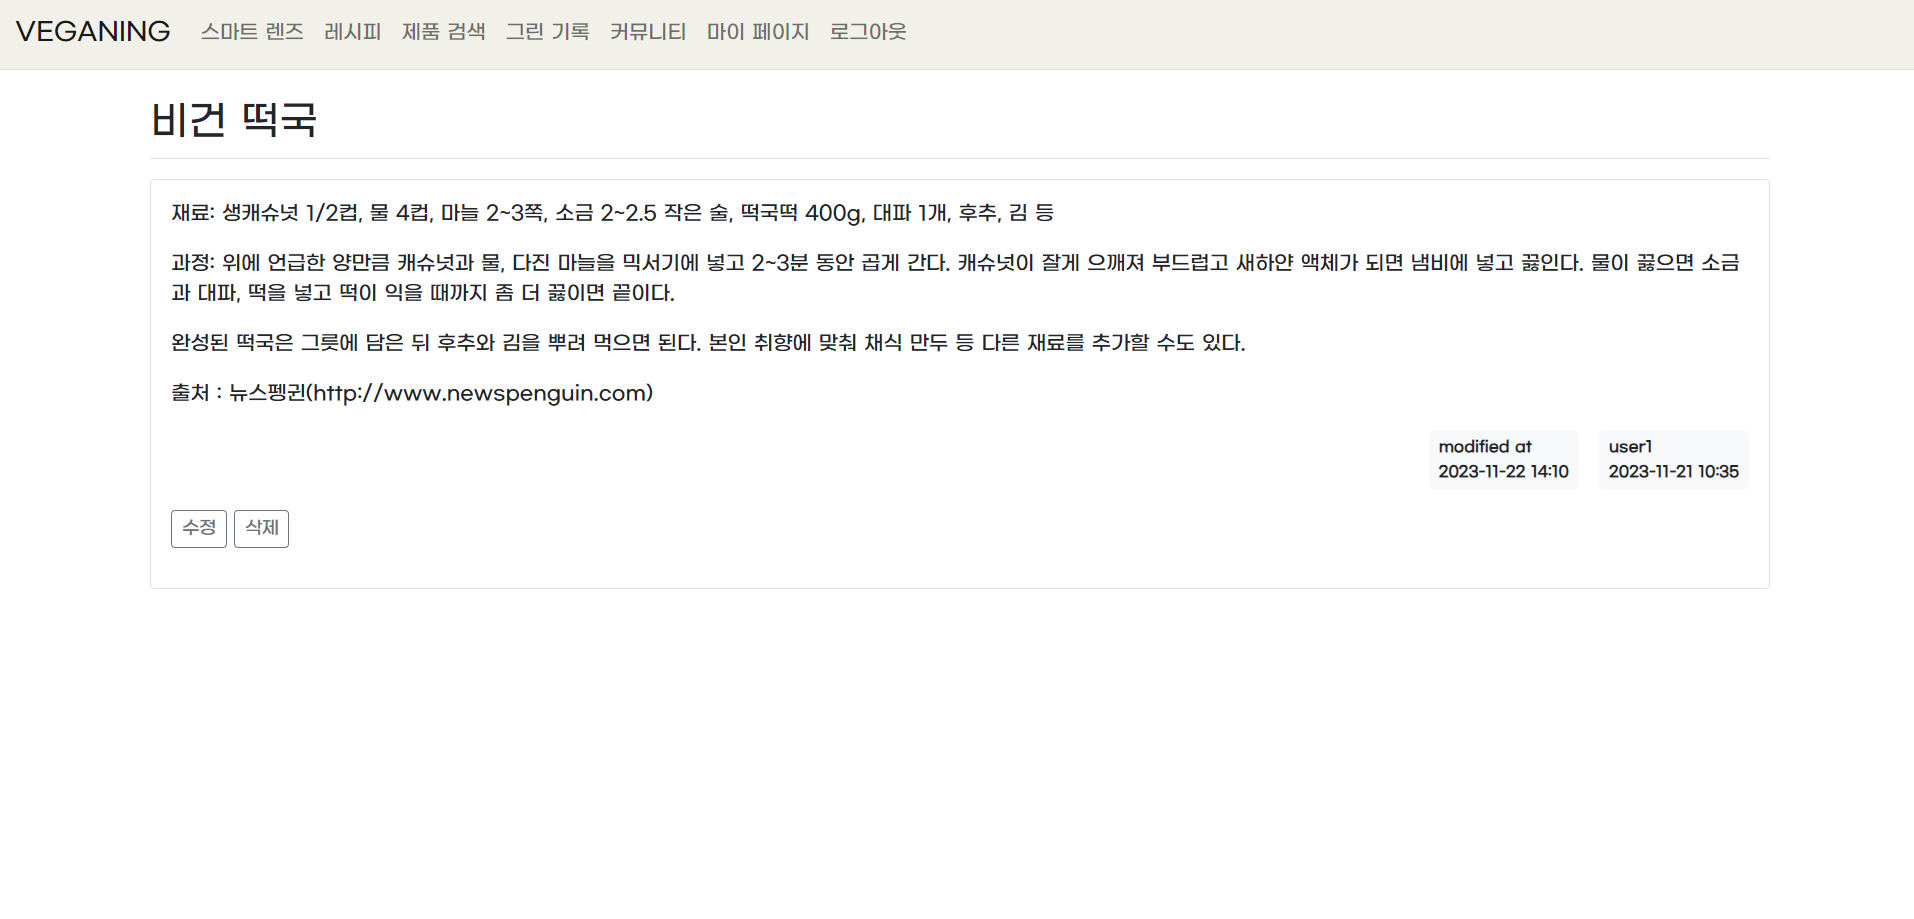 VEGANING 스마트 렌즈 레시피 제품 검색 그린 기록 커뮤니티 마이 페이지 로그아웃
비건 떡국
재료: 생캐슈넛 1/2컵, 물 4컵, 마늘 2~3쪽, 소금 2~2.5 작은 술, 떡국떡 400g, 대파 1개, 후추, 김 등
과정: 위에 언급한 양만큼 캐슈넛과 물, 다진 마늘을 믹서기에 넣고 2~3분 동안 곱게 간다. 캐슈넛이 잘게 으깨져 부드럽고 새하얀 액체가 되면 냄비에 넣고 끓인다. 물이 끓으면 소금
과 대파, 떡을 넣고 떡이 익을 때까지 좀 더 끓이면 끝이다.
완성된 떡국은 그릇에 담은 뒤 후추와 김을 뿌려 먹으면 된다. 본인 취향에 맞춰 채식 만두 등 다른 재료를 추가할 수도 있다.
출처 : 뉴스펭귄(http://www.newspenguin.com)
modified at
2023-11-22 14:10
user1
2023-11-21 10:35
수정 삭제